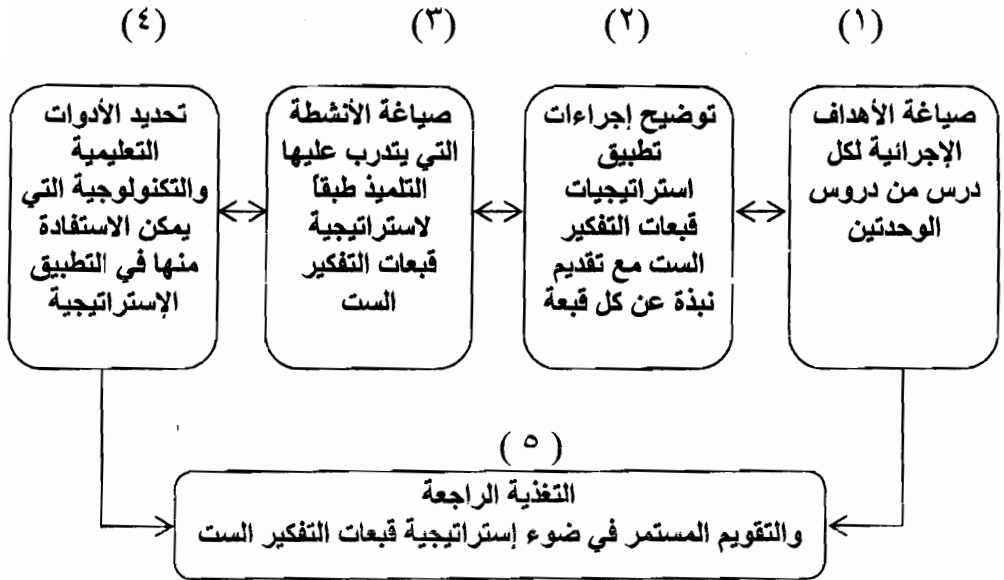 (١)
صياغة الأهداف
الإجرائية لكل
درس من دروس
الوحدتين
(٢)
توضيح إجراءات
تطبيق
استراتيجيات
قبعات التفكير
الست مع تقديم
نبذة عن كل قبعة
(٣)
صياغة الأنشطة
التي يتدرب عليها
التلميذ طبقاً
لاستراتيجية
قبعات التفكير
الست
(٤)
تحديد الأدوات
التعليمية
والتكنولوجية التي
يمكن الاستفادة
منها في التطبيق
الإستراتيجية
(٥)
التغذية الراجعة
والتقويم المستمر في ضوء إستراتيجية قبعات التفكير الست